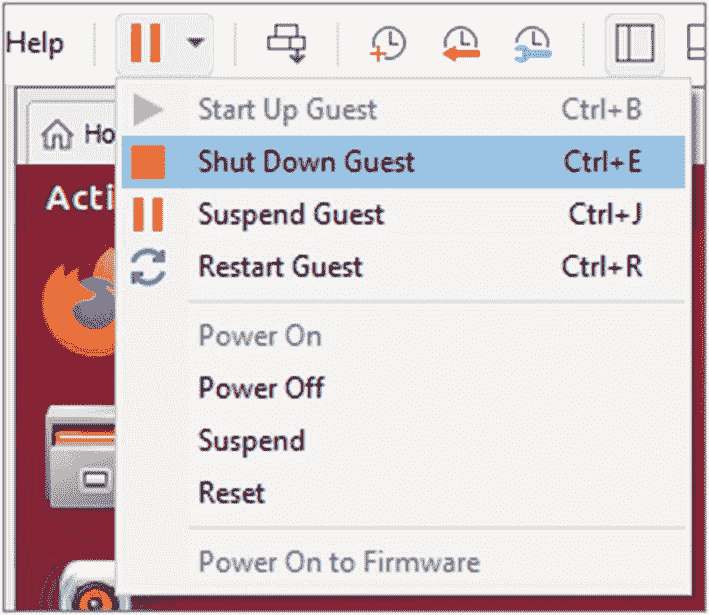 Help
Start Up Guest Ctrl+B
Ho
Shut Down Guest Ctrl+E
Acti
Suspend Guest Ctrl+J
Restart Guest Ctrl+R
Power On
Power Off
Suspend
Reset
Power On to Firmware